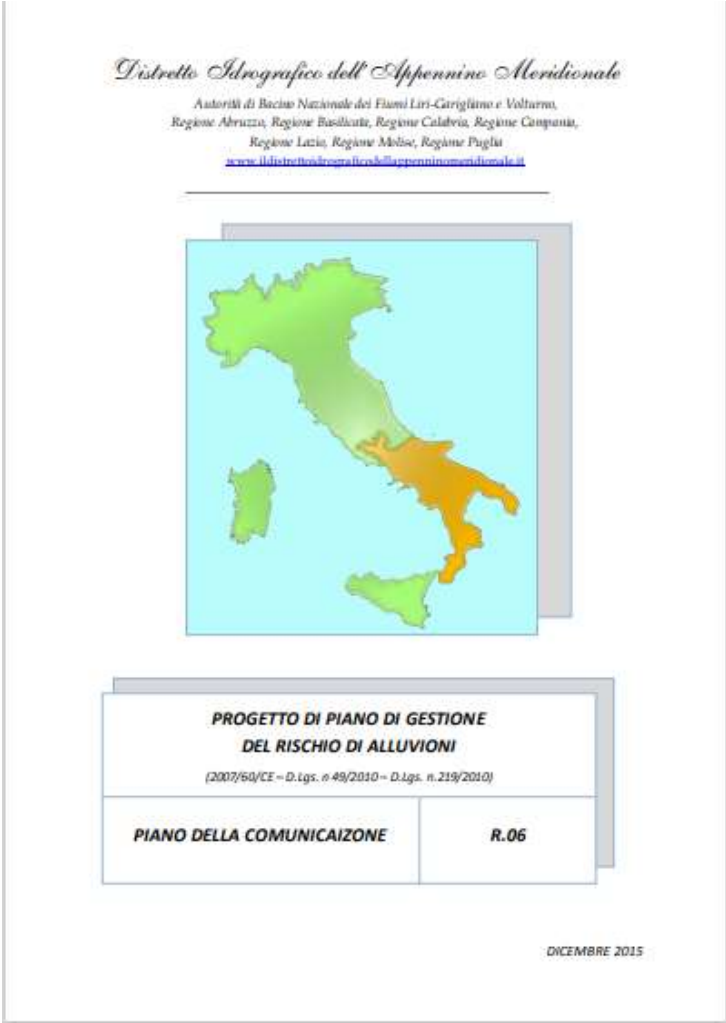 Distretto Idrografico dell' Appennino Meridionale
Autorità di Bacino Nazionale dei Fiumi Liri-Garigliano e Volturno,
Regione Abruzzo, Regione Basilicata, Regione Calabria, Regione Campania,
Regione Lazio, Regione Molise, Regione Puglia
www.ildistrettoidrograficodellappenninomeridionale.it
PROGETTO DI PIANO DI GESTIONE
DEL RISCHIO DI ALLUVIONI
(2007/60/CE – D.Lgs. n 49/2010 – D.Lgs. n.219/2010)
PIANO DELLA COMUNICAIZONE
R.06
DICEMBRE 2015